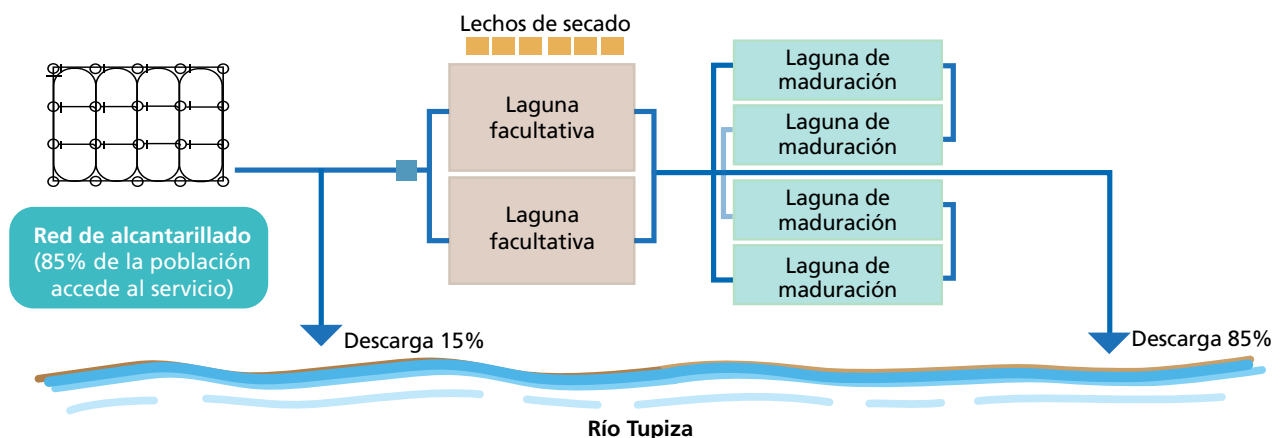 Lechos de secado
Laguna
facultativa
Laguna
facultativa
Laguna de
maduración
Laguna de
maduración
Laguna de
maduración
Laguna de
maduración
Red de alcantarillado
(85% de la población
accede al servicio)
Descarga 15%
Descarga 85%
Río Tupiza